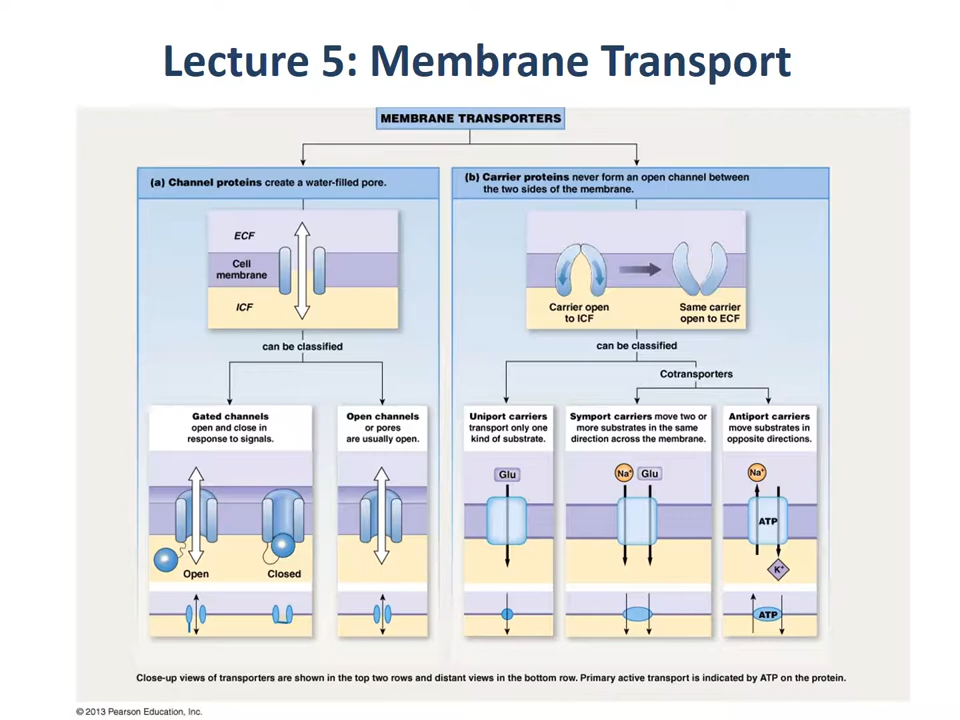 Lecture 5: Membrane Transport
MEMBRANE TRANSPORTERS
(a) Channel proteins create a water-filled pore.
ECF
Cell
membrane
ICF
can be classified
Gated channels
open and close in
response to signals.
Open
Closed
Open channels
or pores
are usually open.
(b) Carrier proteins never form an open channel between
the two sides of the membrane.
Carrier open
to ICF
Same carrier
open to ECF
can be classified
Cotransporters
Uniport carriers
transport only one
kind of substrate.
Glu
Symport carriers move two or
more substrates in the same
direction across the membrane.
Na+
Glu
Antiport carriers
move substrates in
opposite directions.
Na+
ATP
K+
ATP
Close-up views of transporters are shown in the top two rows and distant views in the bottom row. Primary active transport is indicated by ATP on the protein.
© 2013 Pearson Education, Inc.